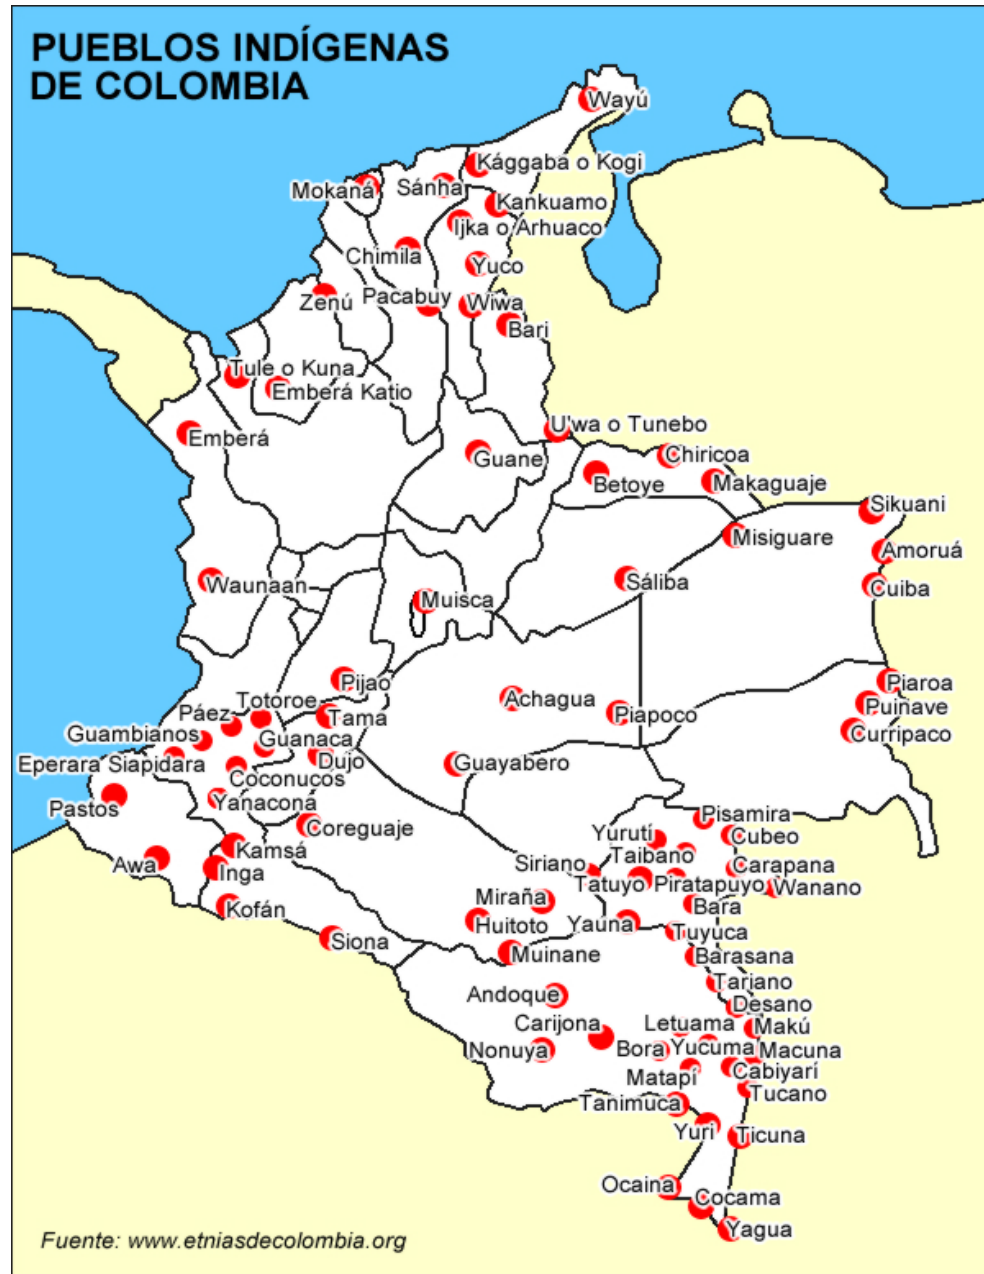 PUEBLOS INDÍGENAS
DE COLOMBIA
Wayú
Kággaba o Kogi
Mokaná
Sánha
Kankuamo
Ijka o Arhuaco
Chimila
Yuco
Zenú
Pacabuy
Wiwa
Bari
Tule o Kuna
Emberá Katio
Emberá
U'wa o Tunebo
Guane
Chiricoa
Betoye
Makaguaje
Sikuani
Misiguare
Amoruá
Waunaan
Sáliba
Cuiba
Muisca
Pijao
Piaroa
Totoroe
Achagua
Puinave
Páez
Tama
Piapoco
Guambianos
Guanaca
Curripaco
Eperara Siapidara
Dujo
Guayabero
Coconucos
Pastos
Yanacona
Coreguaje
Pisamira
Yurutí
Cubeo
Kamsá
Taibano
Awa
Inga
Siriano
Carapana
Tatuyo
Piratapuyo
Wanano
Miraña
Kofán
Bara
Huitoto
Yauna
Tuyuca
Siona
Muinane
Barasana
Tariano
Andoque
Desano
Carijona
Letuama
Makú
Nonuya
Bora
Yucuma
Macuna
Matapí
Cabiyarí
Tucano
Tanimuca
Yuri
Ticuna
Ocaina
Cocama
Yagua
Fuente: www.etniasdecolombia.org